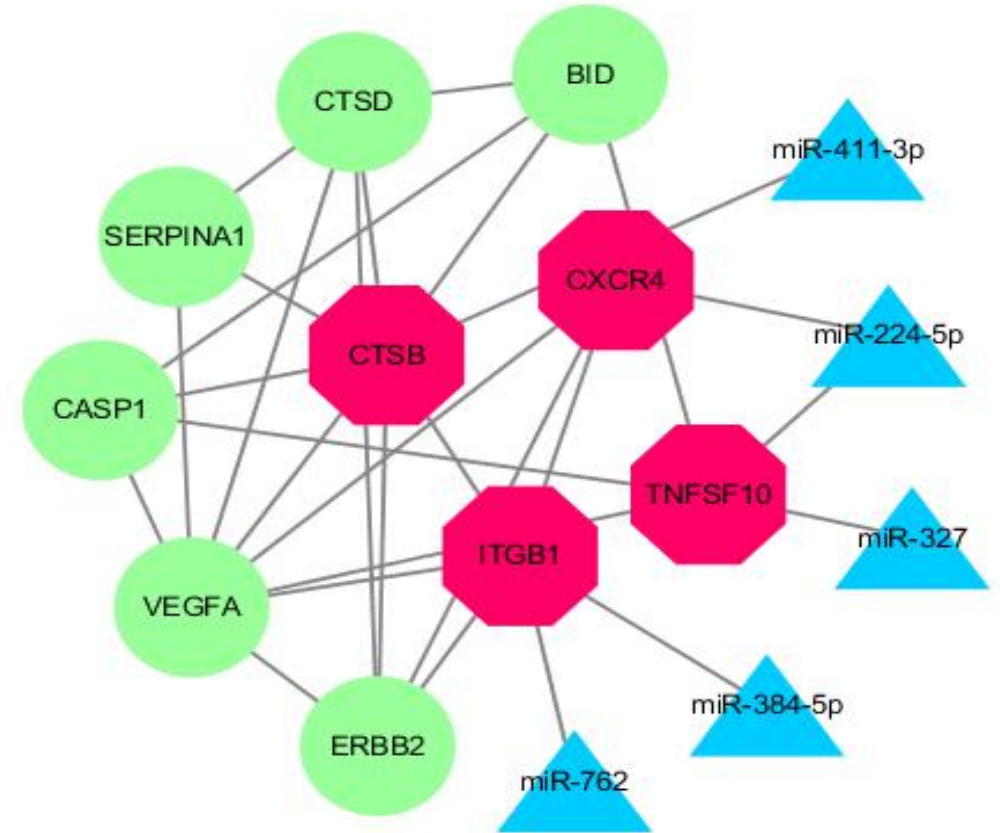 BID
CTSD
miR-411-3p
SERPINA1
CXCR4
miR-224-5p
CTSB
CASP1
TNFSF10
miR-327
ITGB1
VEGFA
miR-384-5p
ERBB2
miR-762